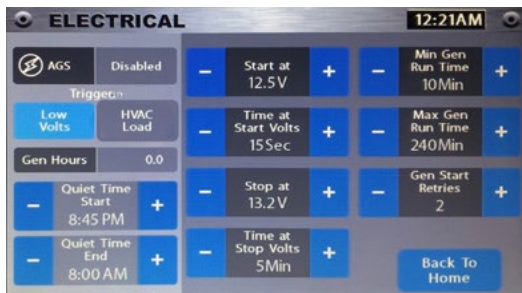 ELECTRICAL
12:21AM
AGS
Disabled
Triggers
Low
Volts
HVAC
Load
Gen Hours
0.0
–
Quiet Time
Start
8:45 PM
+
–
Quiet Time
End
8:00 AM
+
–
Start at
12.5V
+
–
Time at
Start Volts
15Sec
+
–
Stop at
13.2V
+
–
Time at
Stop Volts
5Min
+
–
Min Gen
Run Time
10Min
+
–
Max Gen
Run Time
240Min
+
–
Gen Start
Retries
2
+
Back To
Home